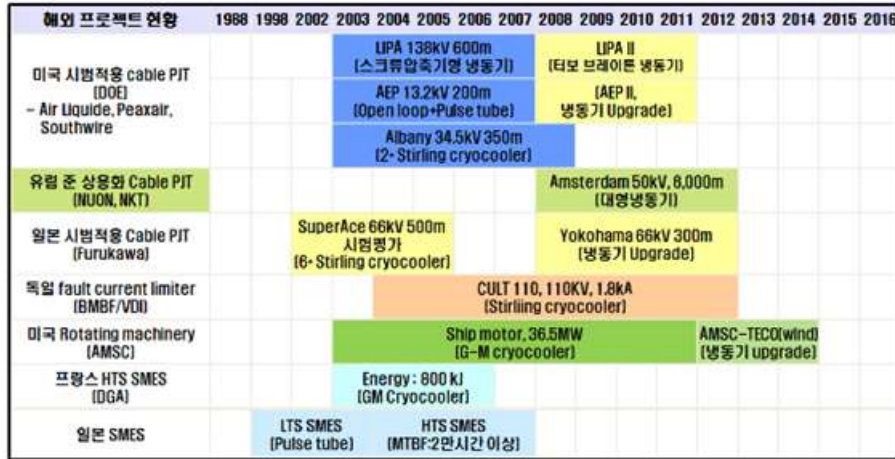 해외 프로젝트 현황 1988 1998 2002 2003 2004 2005 2006 2007 2008 2009 2010 2011 2012 2013 2014 2015 2016
미국 시범적용 cable PJT
(DOE)
- Air Liquide, Peaxair,
Southwire
LIPA 138kV 600m
(스크류압축기형 냉동기)
LIPA II
(터보 브레이튼 냉동기)
AEP 13.2kV 200m
(Open loop+Pulse tube)
(AEP II,
냉동기 Upgrade)
Albany 34.5kV 350m
(2* Stirling cryocooler)
유럽 준 상용화 Cable PJT
(NUON, NKT)
Amsterdam 50kV, 6,000m
(대형냉동기)
일본 시범적용 Cable PJT
(Furukawa)
SuperAce 66kV 500m
시험평가
(6* Stirling cryocooler)
Yokohama 66kV 300m
(냉동기 Upgrade)
독일 fault current limiter
(BMBF/VDI)
CULT 110, 110KV, 1.8kA
(Stirliing cryocooler)
미국 Rotating machinery
(AMSC)
Ship motor, 36.5MW
(G-M cryocooler)
AMSC-TECO(wind)
(냉동기 upgrade)
프랑스 HTS SMES
(DGA)
Energy : 800 kJ
(GM Cryocooler)
일본 SMES
LTS SMES
(Pulse tube)
HTS SMES
(MTBF:2만시간 이상)